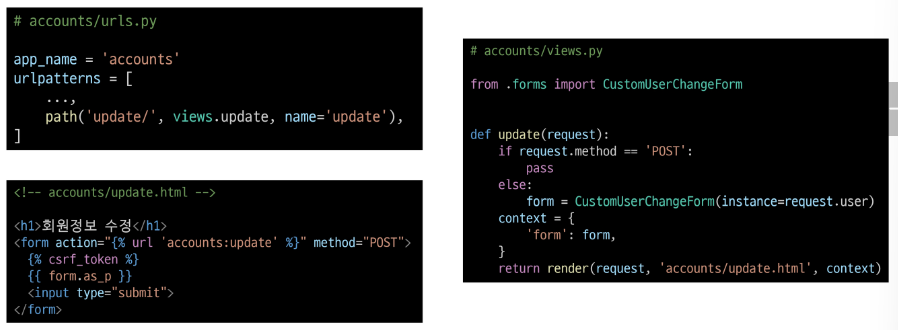 # accounts/urls.py
app_name = 'accounts'
urlpatterns = [
    ...,
    path('update/', views.update, name='update'),
]
<!-- accounts/update.html -->
<h1>회원정보 수정</h1>
<form action="{% url 'accounts:update' %}" method="POST">
  {% csrf_token %}
  {{ form.as_p }}
  <input type="submit">
</form>
# accounts/views.py
from .forms import CustomUserChangeForm
def update(request):
    if request.method == 'POST':
        pass
    else:
        form = CustomUserChangeForm(instance=request.user)
    context = {
        'form': form,
    }
    return render(request, 'accounts/update.html', context)